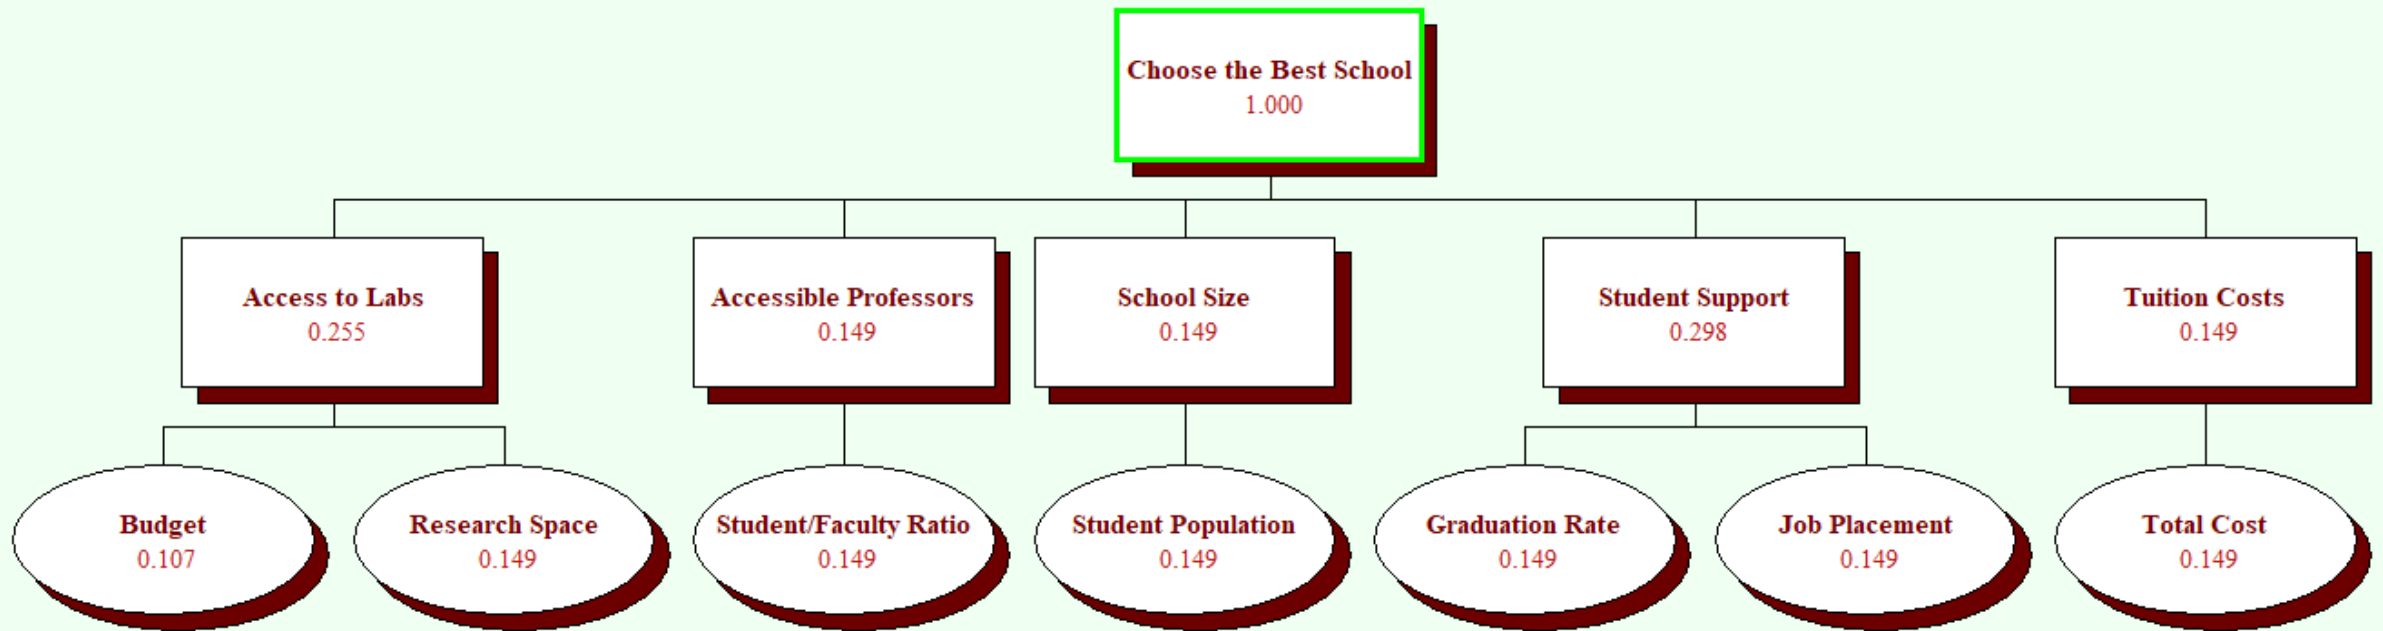 Choose the Best School
1.000
Access to Labs
0.255
Accessible Professors
0.149
School Size
0.149
Student Support
0.298
Tuition Costs
0.149
Budget
0.107
Research Space
0.149
Student/Faculty Ratio
0.149
Student Population
0.149
Graduation Rate
0.149
Job Placement
0.149
Total Cost
0.149